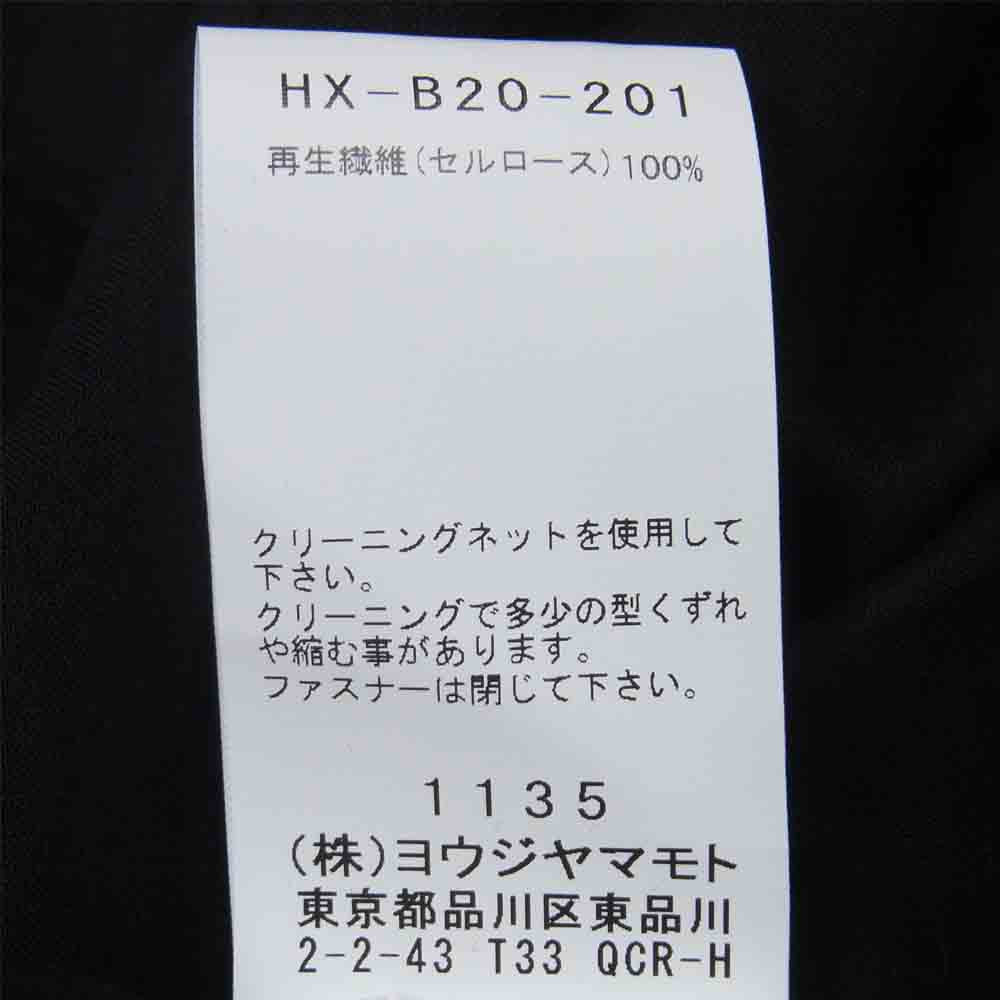 HX-B20-201
再生繊維(セルロース)100%
クリーニングネットを使用して
下さい。
クリーニングで多少の型くずれ
や縮む事があります。
ファスナーは閉じて下さい。
1135
(株)ヨウジヤマモト
東京都品川区東品川
2-2-43 T33 QCR-H